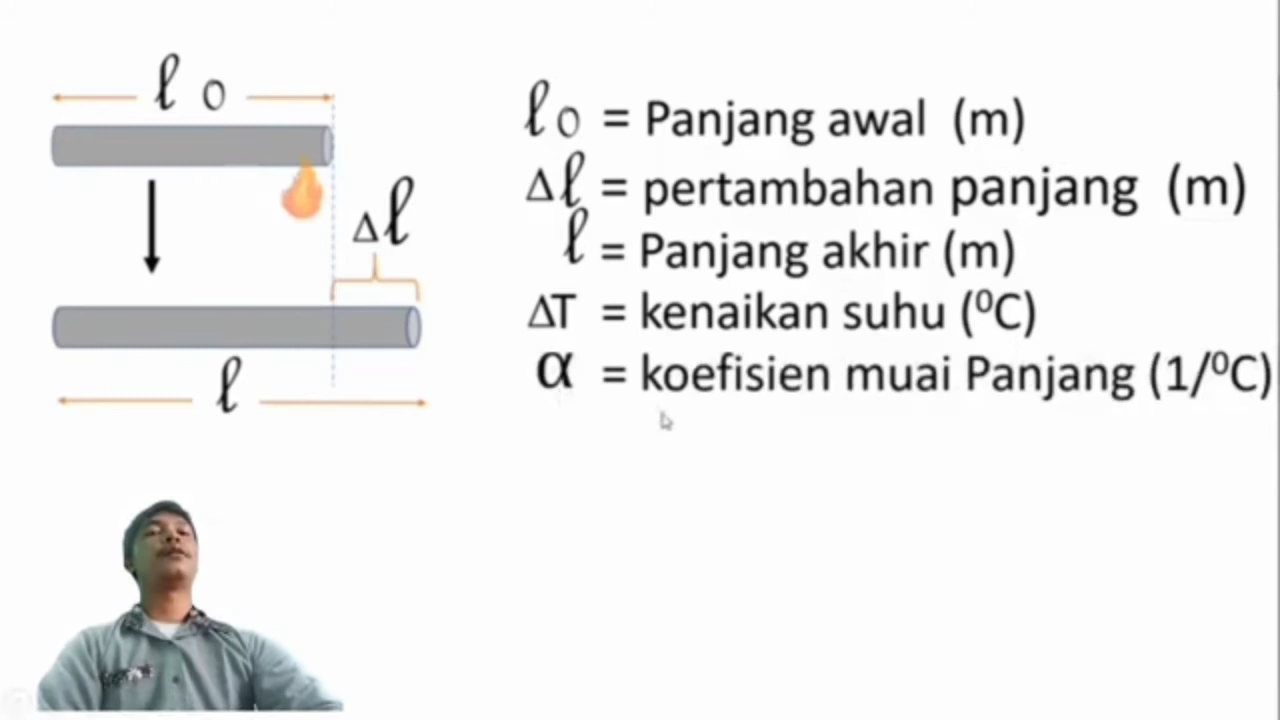 ℓ 0
Δℓ
ℓ
ℓ0 = Panjang awal (m)
Δℓ = pertambahan panjang (m)
ℓ = Panjang akhir (m)
ΔT = kenaikan suhu (⁰C)
α = koefisien muai Panjang (1/⁰C)